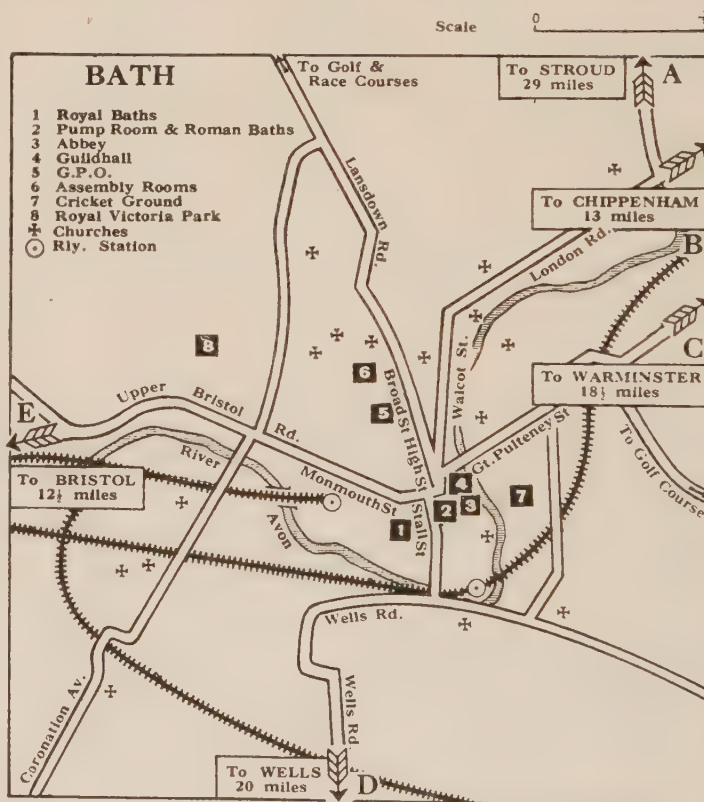 Scale
0
BATH
1 Royal Baths
2 Pump Room & Roman Baths
3 Abbey
4 Guildhall
5 G.P.O.
6 Assembly Rooms
7 Cricket Ground
8 Royal Victoria Park
Churches
Rly. Station
To Golf &
Race Courses
To STROUD
29 miles
A
To CHIPPENHAM
13 miles
B
Lansdown
Rd.
London Rd.
C
To WARMINSTER
18½ miles
8
6
5
Walcot St.
Broad St
High St
Gt. Pulteney St
To Golf Course
E
Upper
Bristol
Rd.
River
Avon
Monmouth St
Stall St
To BRISTOL
12½ miles
4
3
2
1
7
Wells Rd.
Wells Rd.
Coronation Av.
To WELLS
20 miles
D